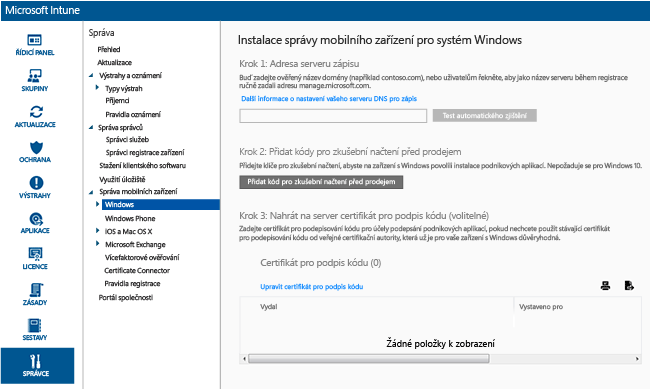 Microsoft Intune
ŘÍDICÍ PANEL
SKUPINY
AKTUALIZACE
OCHRANA
VÝSTRAHY
APLIKACE
LICENCE
ZÁSADY
SESTAVY
SPRÁVCE
Správa
Přehled
Aktualizace
Výstrahy a oznámení
Typy výstrah
Příjemci
Pravidla oznámení
Správa správců
Správci služeb
Správci registrace zařízení
Stažení klientského softwaru
Využití úložiště
Správa mobilních zařízení
Windows
Windows Phone
iOS a Mac OS X
Microsoft Exchange
Vícefaktorové ověřování
Certificate Connector
Pravidla registrace
Portál společnosti
Instalace správy mobilního zařízení pro systém Windows
Krok 1: Adresa serveru zápisu
Buď zadejte ověřený název domény (například contoso.com), nebo uživatelům řekněte, aby jako název serveru během registrace
ručně zadali adresu manage.microsoft.com.
Další informace o nastavení vašeho serveru DNS pro zápis
Test automatického zjištění
Krok 2: Přidat kódy pro zkušební načtení před prodejem
Přidejte klíče pro zkušební načtení, abyste na zařízení s Windows povolili instalace podnikových aplikací. Nepožaduje se pro Windows 10.
Přidat kód pro zkušební načtení před prodejem
Krok 3: Nahrát na server certifikát pro podpis kódu (volitelné)
Zadejte certifikát pro podepisování kódu pro účely podepsání podnikových aplikací, pokud nechcete použít stávající certifikát
pro podepisování kódu od veřejné certifikační autority, která už je pro vaše zařízení s Windows důvěryhodná.
Certifikát pro podpis kódu (0)
Upravit certifikát pro podpis kódu
Vydal
Vystaveno pro
Žádné položky k zobrazení